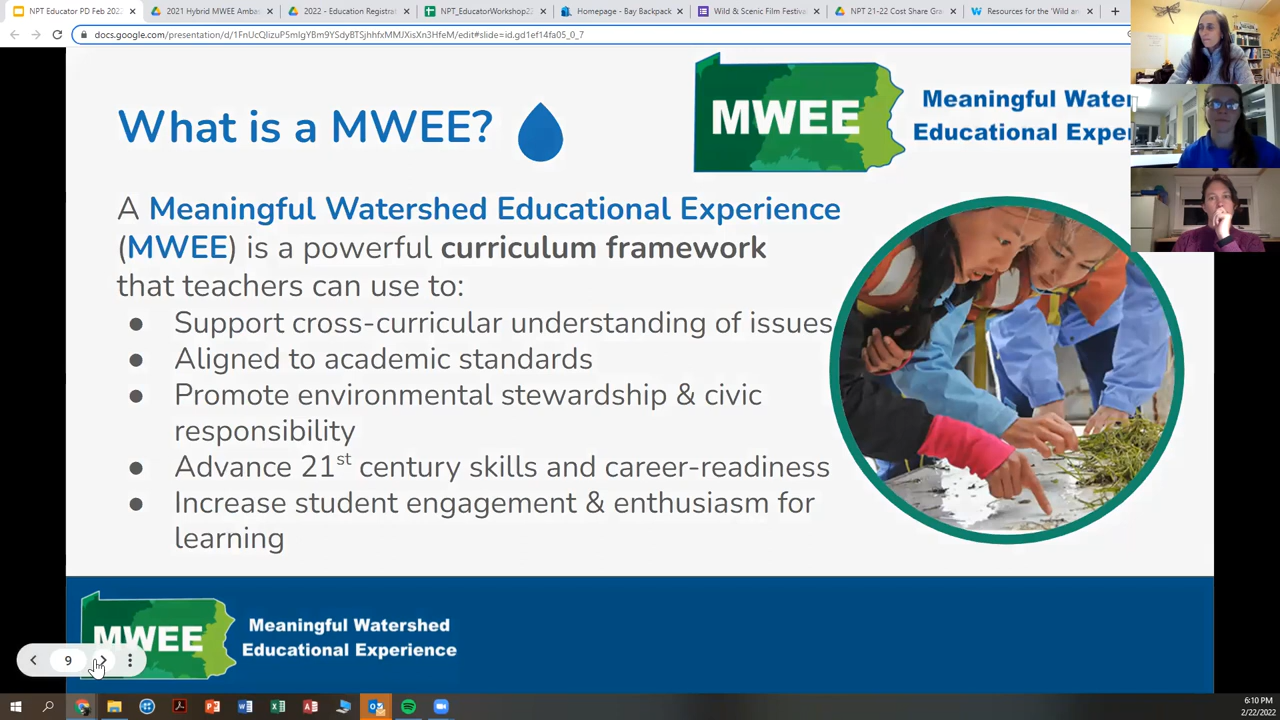 NPT Educator PD Feb 202
2021 Hybrid MWEE Amba
2022 - Education Registra
NPT_EducatorWorkshop22
Homepage - Bay Backpack
Wild & Scenic Film Festiva
NPT 21-22 Cost Share Gra
Resources for the 'Wild an
docs.google.com/presentation/d/1FnUcQlizuP5mIgYBm9YSdyBTSjhhfxMMJXisXn3HfeM/edit#slide=id.gd1ef14fa05_0_7
What is a MWEE?
MWEE
Meaningful Water
Educational Exper
A Meaningful Watershed Educational Experience
(MWEE) is a powerful curriculum framework
that teachers can use to:
● Support cross-curricular understanding of issues
● Aligned to academic standards
● Promote environmental stewardship & civic
responsibility
● Advance 21st century skills and career-readiness
● Increase student engagement & enthusiasm for
learning
MWEE
Meaningful Watershed
Educational Experience
9
6:10 PM
2/22/2022